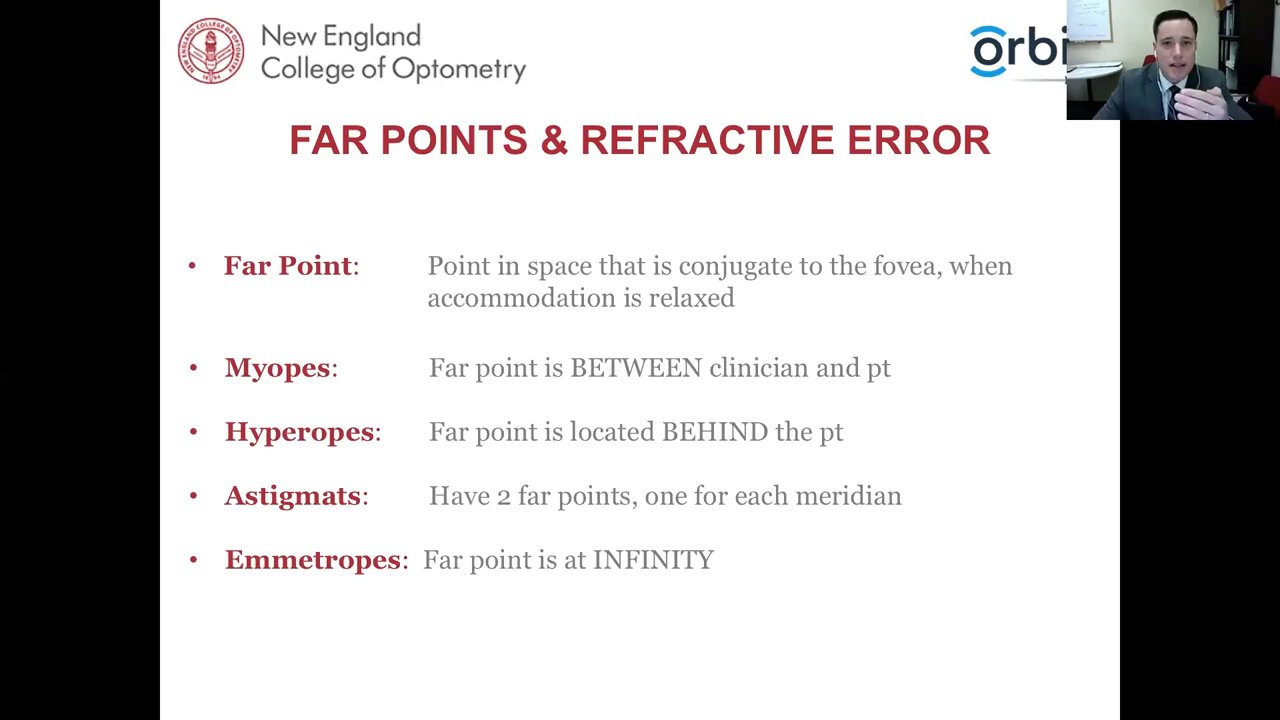 New England
College of Optometry
orbi
FAR POINTS & REFRACTIVE ERROR
• Far Point: Point in space that is conjugate to the fovea, when
accommodation is relaxed
• Myopes: Far point is BETWEEN clinician and pt
• Hyperopes: Far point is located BEHIND the pt
• Astigmats: Have 2 far points, one for each meridian
• Emmetropes: Far point is at INFINITY